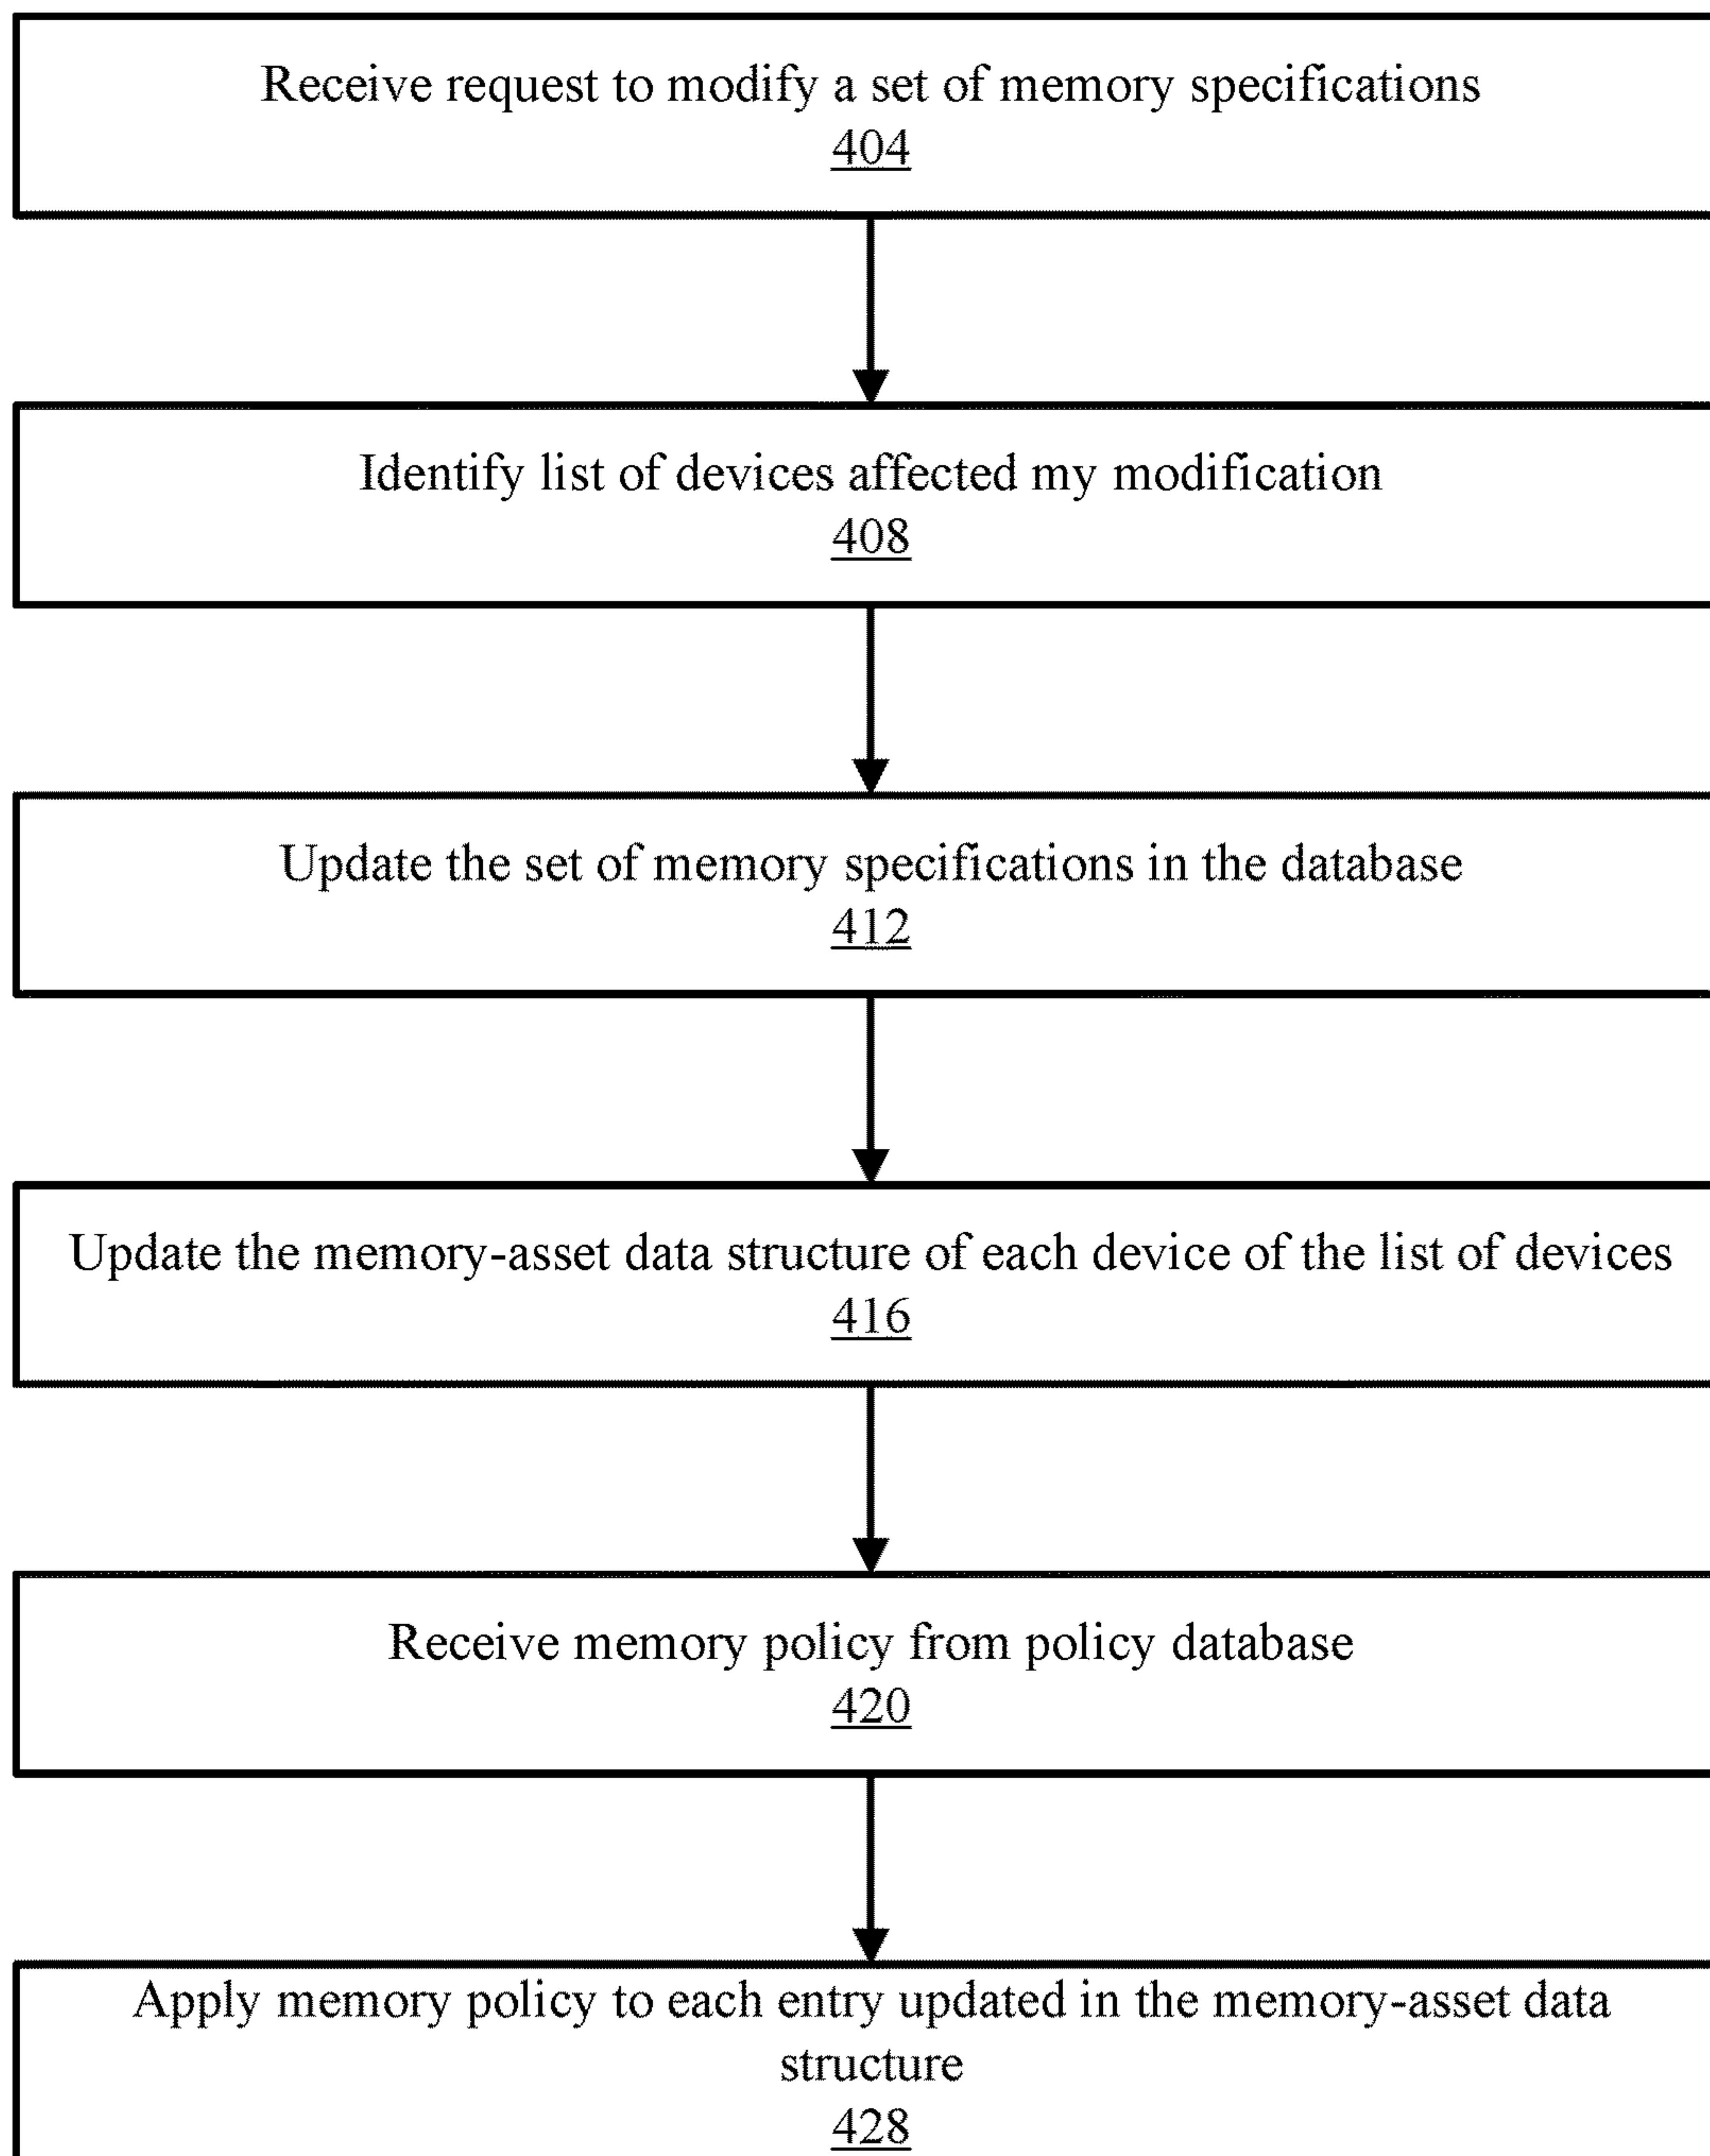 Receive request to modify a set of memory specifications
404
Identify list of devices affected my modification
408
Update the set of memory specifications in the database
412
Update the memory-asset data structure of each device of the list of devices
416
Receive memory policy from policy database
420
Apply memory policy to each entry updated in the memory-asset data
structure
428